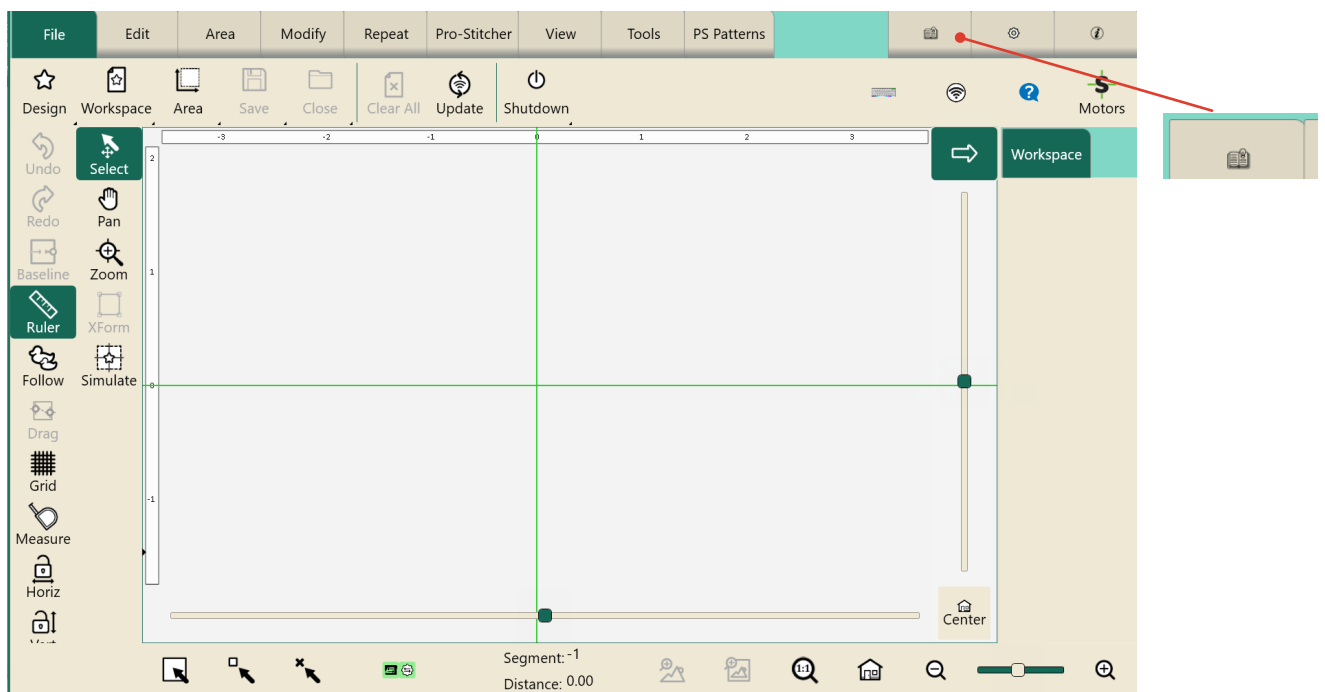 File Edit Area Modify Repeat Pro-Stitcher View Tools PS Patterns
Design Workspace Area Save Close Clear All Update Shutdown Motors
Undo Select
Redo Pan
Baseline Zoom
Ruler XForm
Follow Simulate
Drag
Grid
Measure
Horiz
-3 -2 -1 0 1 2 3
2
1
0
-1
Workspace
Center
Segment: -1
Distance: 0.00
1:1